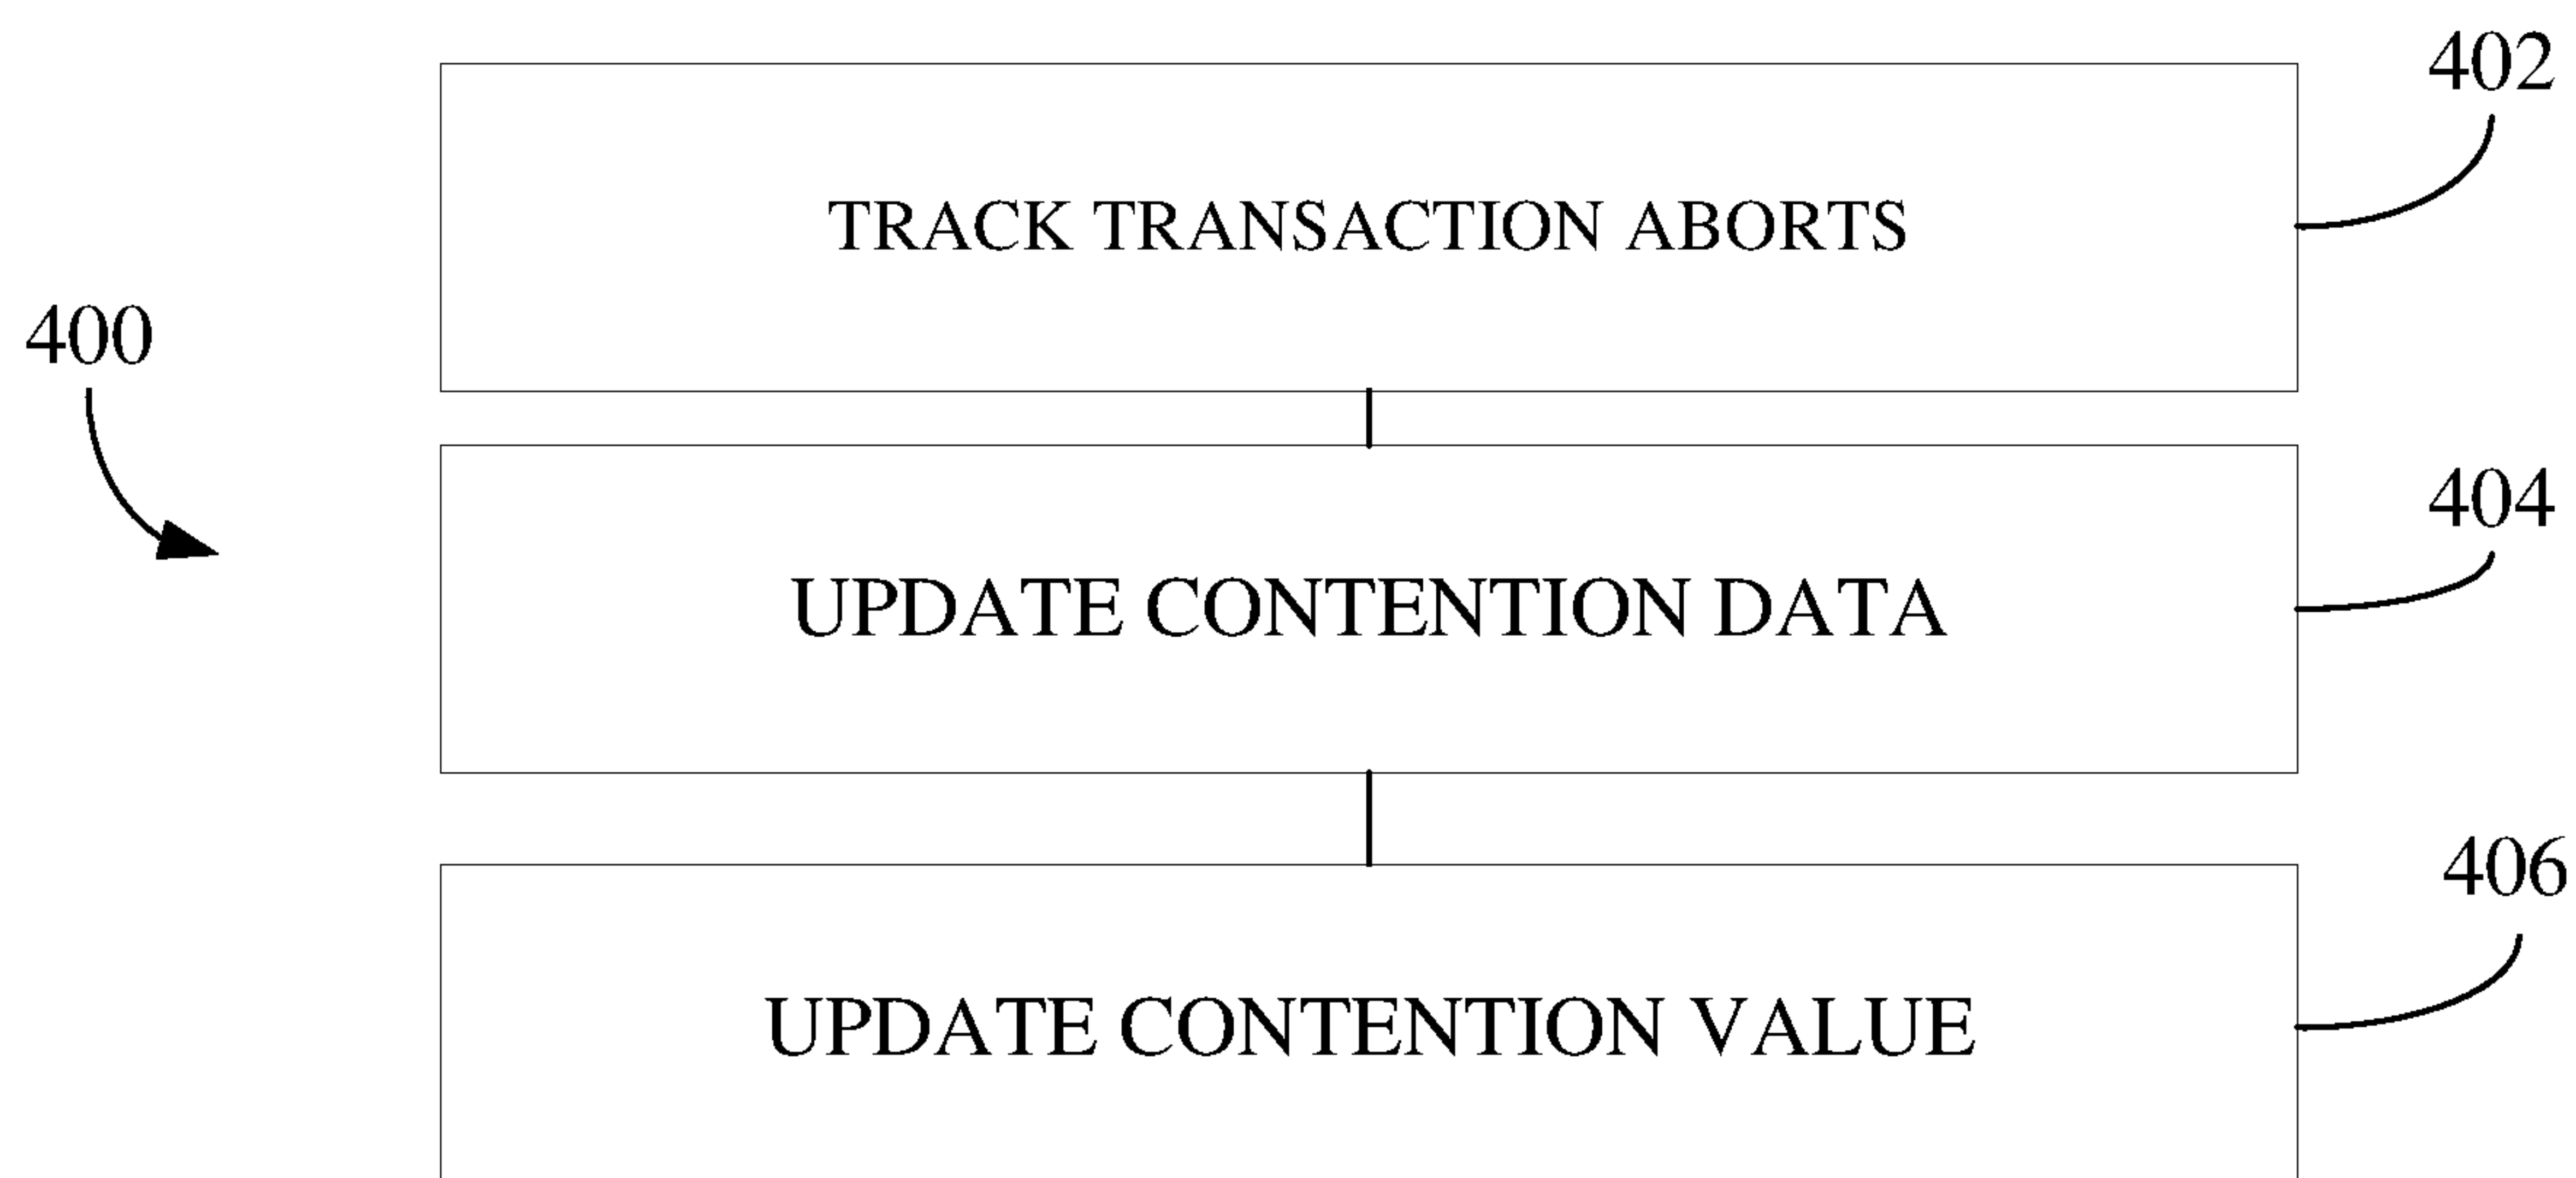 402
TRACK TRANSACTION ABORTS
400
404
UPDATE CONTENTION DATA
406
UPDATE CONTENTION VALUE